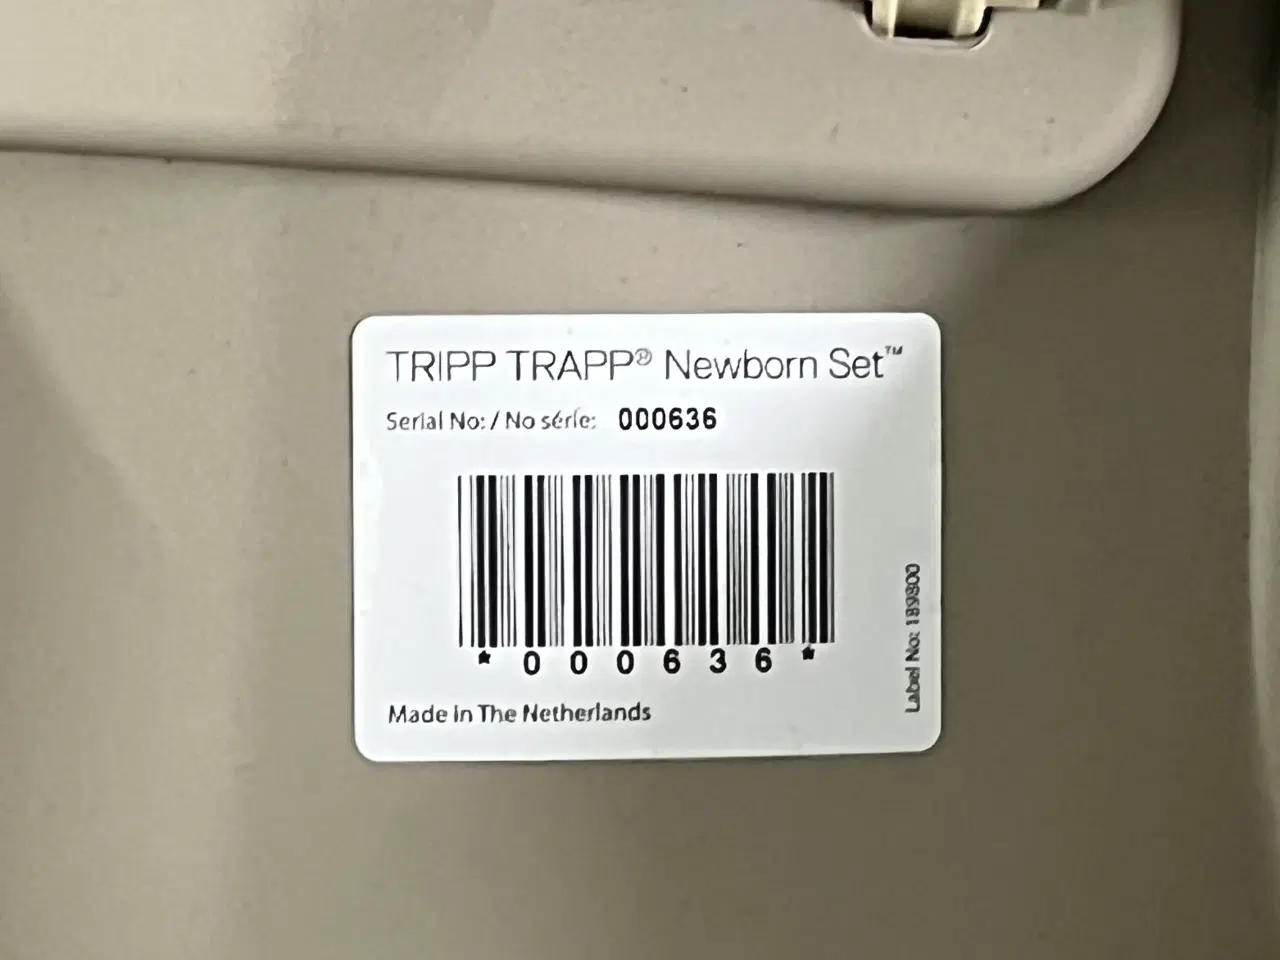 TRIPP TRAPP® Newborn Set™
Serial No: / No série: 000636
*000636*
Made in The Netherlands
Label No: 189800